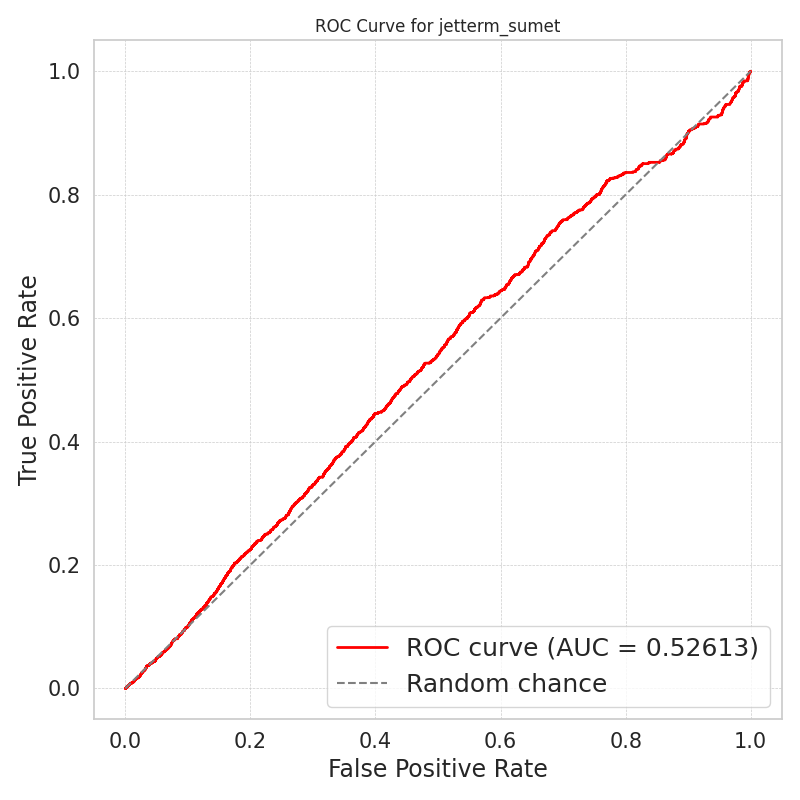 ROC Curve for jetterm_sumet
1.0
0.8
0.6
0.4
0.2
0.0
True Positive Rate
ROC curve (AUC = 0.52613)
Random chance
0.0 0.2 0.4 0.6 0.8 1.0
False Positive Rate